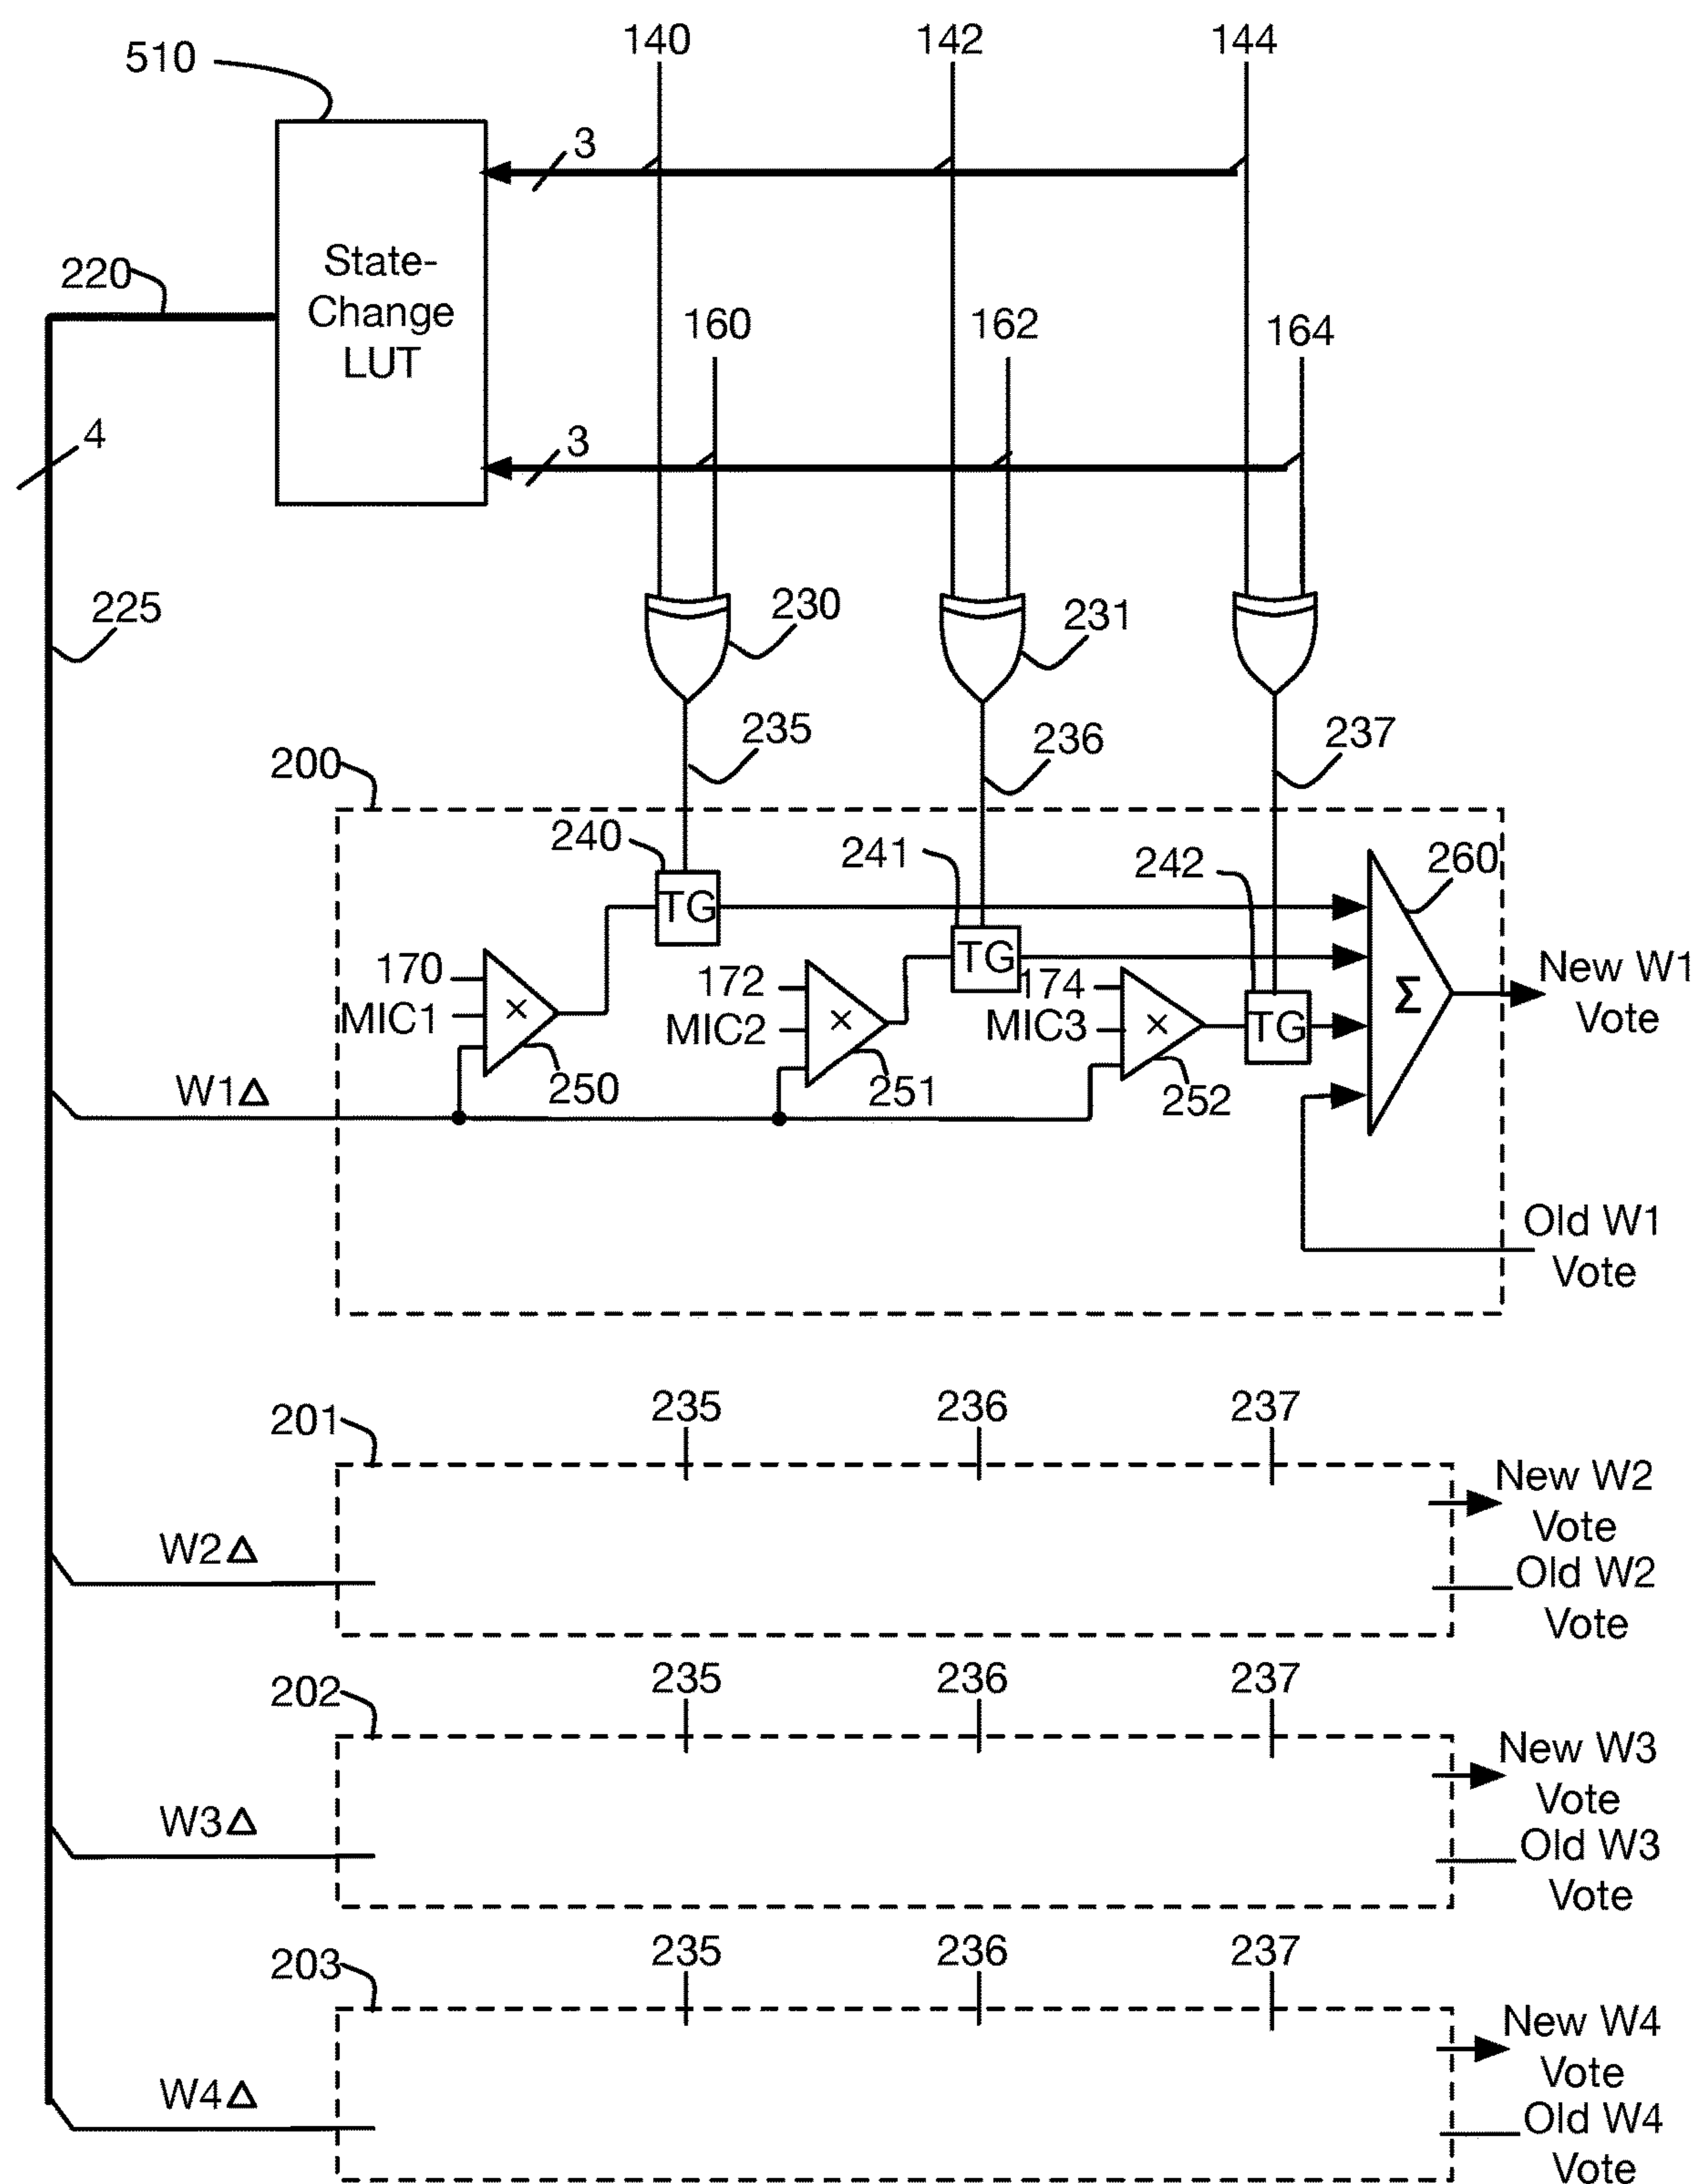 140
142
144
510
3
State-
Change
LUT
220
160
162
164
4
3
225
230
231
235
236
237
200
240
241
242
260
TG
TG
TG
170
MIC1
×
172
MIC2
×
174
MIC3
×
Σ
New W1
Vote
250
251
252
W1Δ
Old W1
Vote
201
235
236
237
New W2
Vote
W2Δ
Old W2
Vote
202
235
236
237
New W3
Vote
W3Δ
Old W3
Vote
203
235
236
237
New W4
Vote
W4Δ
Old W4
Vote